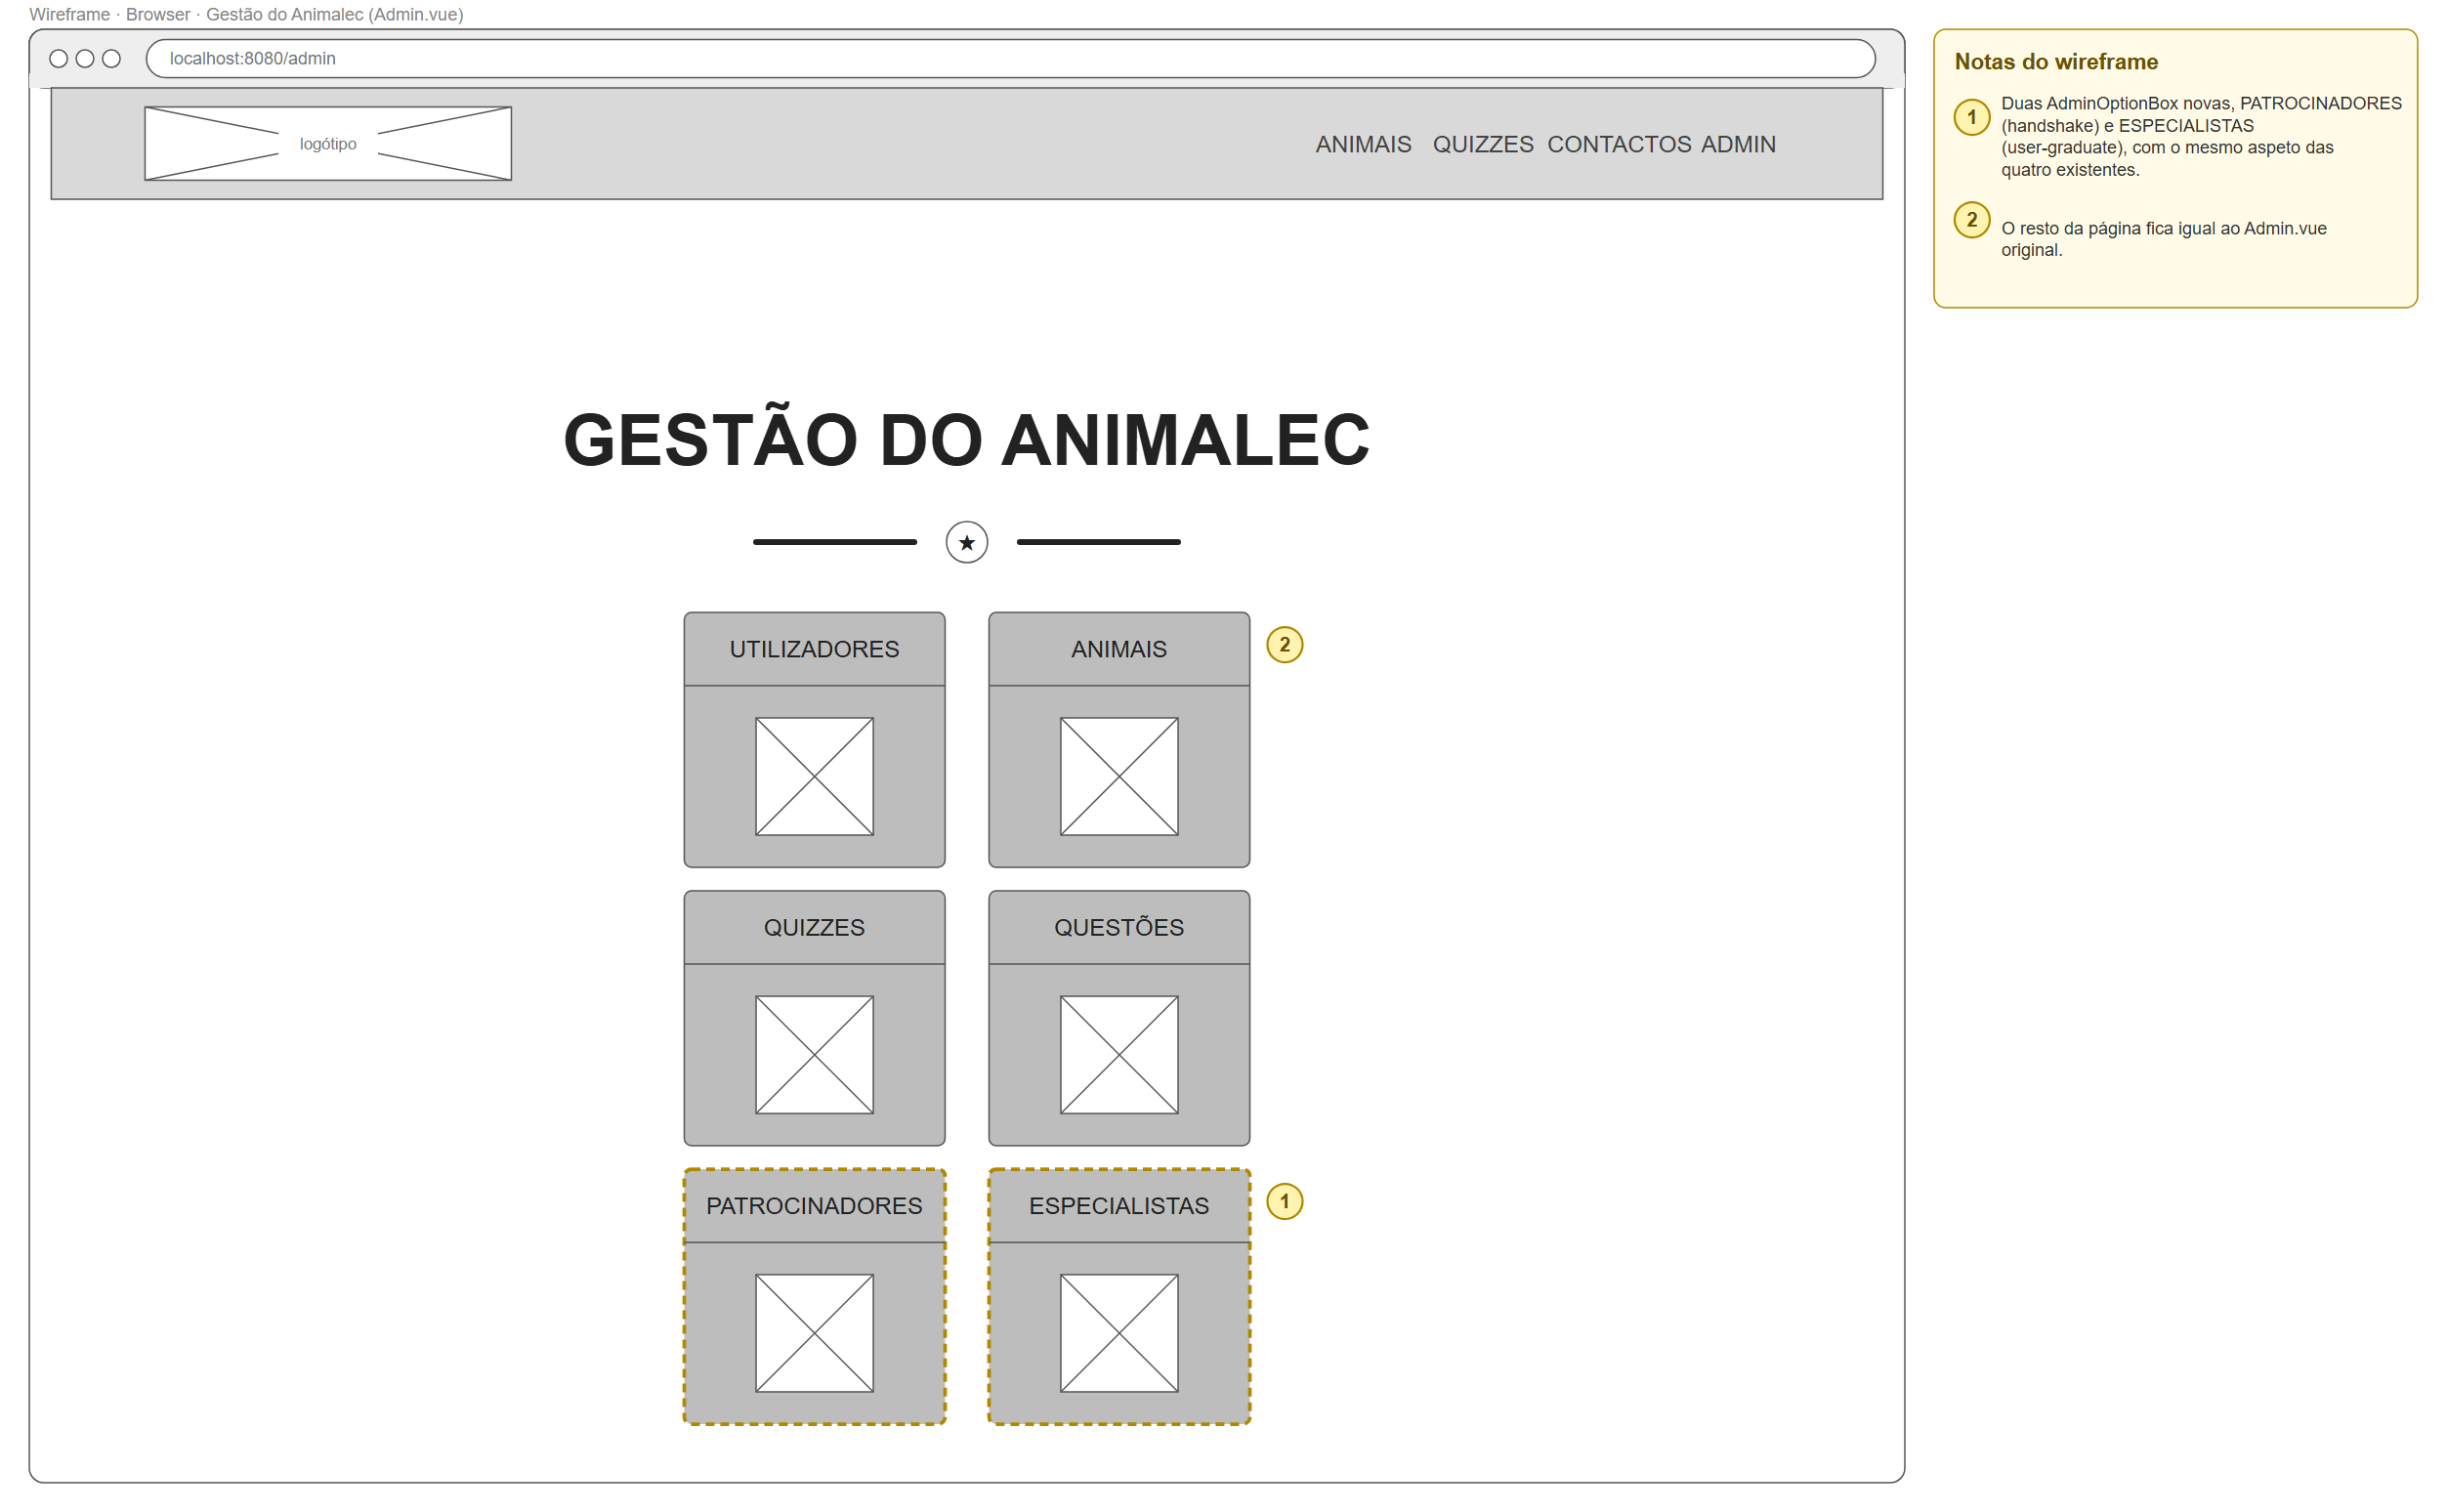 Wireframe · Browser · Gestão do Animalec (Admin.vue)
localhost:8080/admin
logótipo
ANIMAIS QUIZZES CONTACTOS ADMIN
GESTÃO DO ANIMALEC
★
UTILIZADORES
ANIMAIS
2
QUIZZES
QUESTÕES
PATROCINADORES
ESPECIALISTAS
1
Notas do wireframe
1
Duas AdminOptionBox novas, PATROCINADORES
(handshake) e ESPECIALISTAS
(user-graduate), com o mesmo aspeto das
quatro existentes.
2
O resto da página fica igual ao Admin.vue
original.